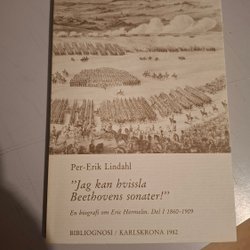 Per-Erik Lindahl
"Jag kan hvissla
Beethovens sonater!"
En biografi om Eric Hermelin. Del I 1860-1909
BIBLIOGNOSI / KARLSKRONA 1982